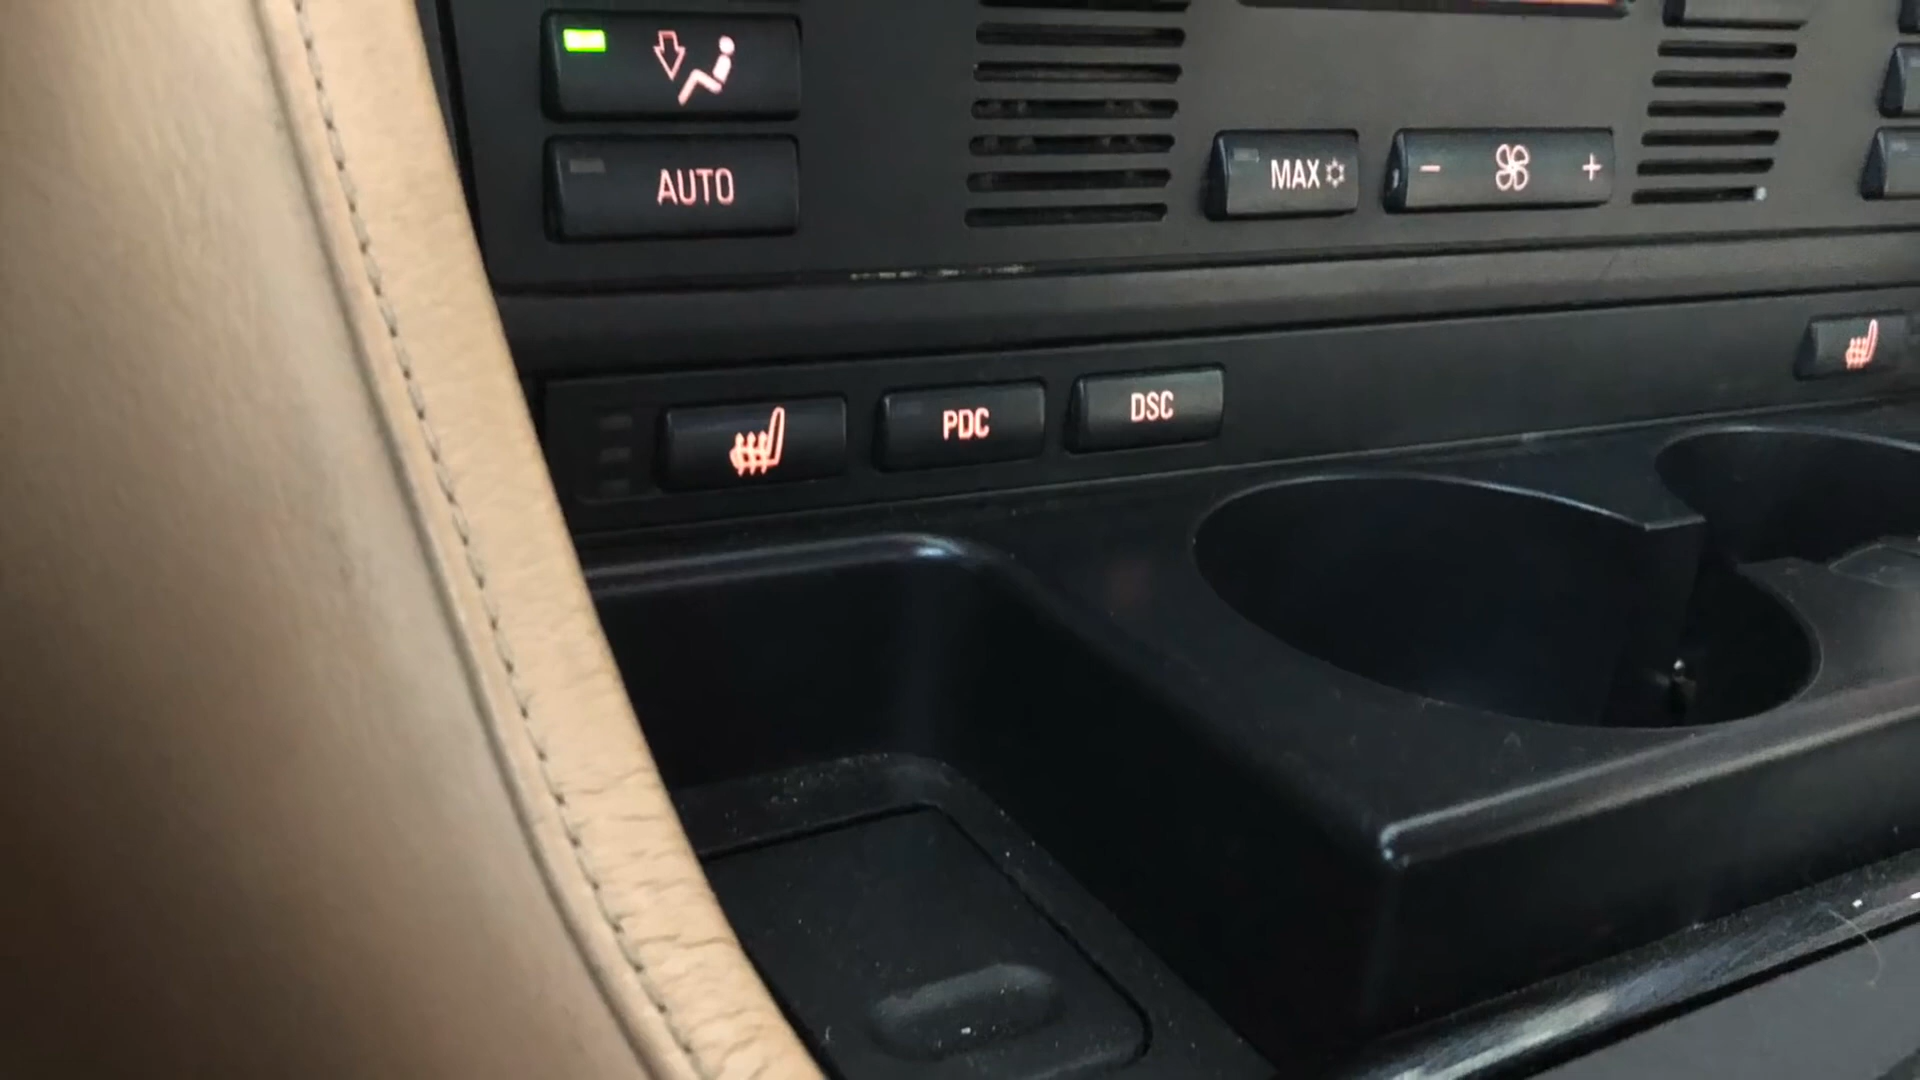 AUTO
MAX
- +
PDC
DSC